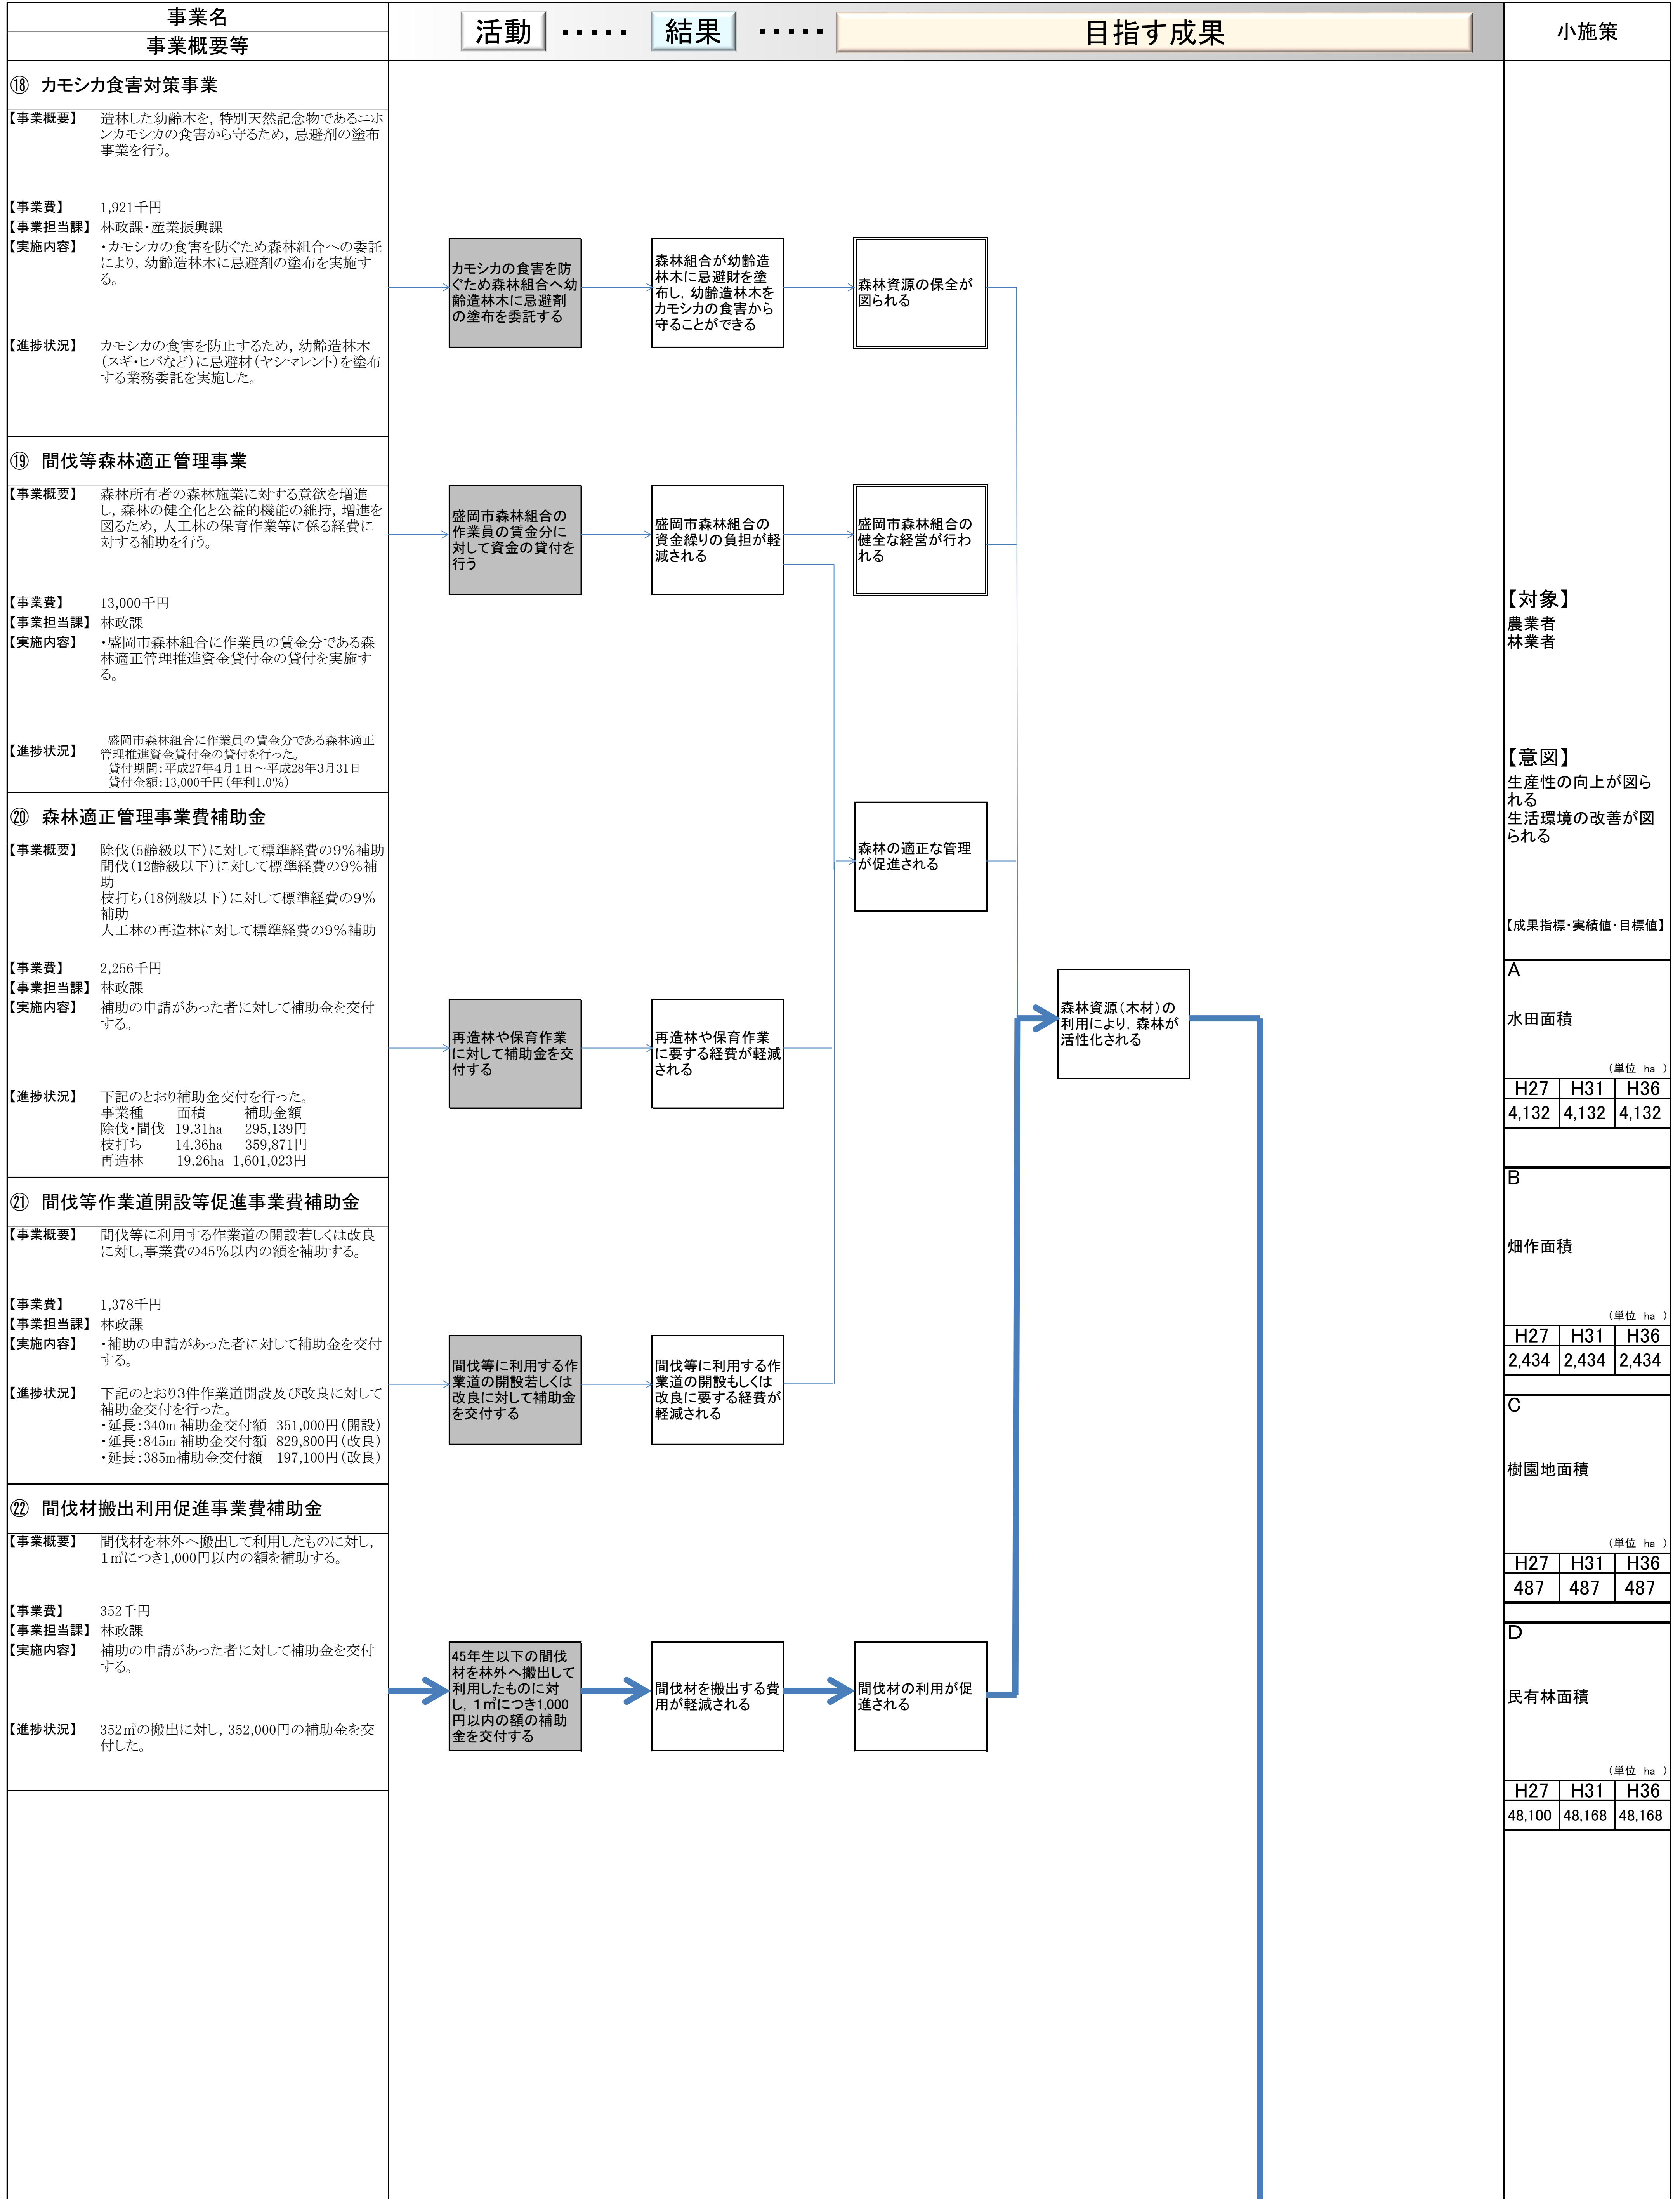 事業名
事業概要等
活動 ・・・・・ 結果 ・・・・・ 目指す成果
小施策
⑱ カモシカ食害対策事業
【事業概要】 造林した幼齢木を，特別天然記念物であるニホ
ンカモシカの食害から守るため，忌避剤の塗布
事業を行う。
【事業費】 1,921千円
【事業担当課】 林政課・産業振興課
【実施内容】 ・カモシカの食害を防ぐため森林組合への委託
により，幼齢造林木に忌避剤の塗布を実施す
る。
【進捗状況】 カモシカの食害を防止するため，幼齢造林木
（スギ・ヒバなど）に忌避材（ヤシマレント）を塗布
する業務委託を実施した。
カモシカの食害を防
ぐため森林組合へ幼
齢造林木に忌避剤
の塗布を委託する
森林組合が幼齢造
林木に忌避財を塗
布し，幼齢造林木を
カモシカの食害から
守ることができる
森林資源の保全が
図られる
⑲ 間伐等森林適正管理事業
【事業概要】 森林所有者の森林施業に対する意欲を増進
し，森林の健全化と公益的機能の維持，増進を
図るため，人工林の保育作業等に係る経費に
対する補助を行う。
【事業費】 13,000千円
【事業担当課】 林政課
【実施内容】 ・盛岡市森林組合に作業員の賃金分である森
林適正管理推進資金貸付金の貸付を実施す
る。
【進捗状況】 盛岡市森林組合に作業員の賃金分である森林適正
管理推進資金貸付金の貸付を行った。
貸付期間：平成27年4月1日～平成28年3月31日
貸付金額：13,000千円（年利1.0％）
盛岡市森林組合の
作業員の賃金分に
対して資金の貸付を
行う
盛岡市森林組合の
資金繰りの負担が軽
減される
盛岡市森林組合の
健全な経営が行わ
れる
⑳ 森林適正管理事業費補助金
【事業概要】 除伐（5齢級以下）に対して標準経費の9％補助
間伐（12齢級以下）に対して標準経費の9％補
助
枝打ち（18例級以下）に対して標準経費の9％
補助
人工林の再造林に対して標準経費の9％補助
【事業費】 2,256千円
【事業担当課】 林政課
【実施内容】 補助の申請があった者に対して補助金を交付
する。
【進捗状況】 下記のとおり補助金交付を行った。
事業種 面積 補助金額
除伐・間伐 19.31ha 295,139円
枝打ち 14.36ha 359,871円
再造林 19.26ha 1,601,023円
森林の適正な管理
が促進される
再造林や保育作業
に対して補助金を交
付する
再造林や保育作業
に要する経費が軽減
される
森林資源（木材）の
利用により，森林が
活性化される
㉑ 間伐等作業道開設等促進事業費補助金
【事業概要】 間伐等に利用する作業道の開設若しくは改良
に対し，事業費の45％以内の額を補助する。
【事業費】 1,378千円
【事業担当課】 林政課
【実施内容】 ・補助の申請があった者に対して補助金を交付
する。
【進捗状況】 下記のとおり3件作業道開設及び改良に対して
補助金交付を行った。
・延長：340m 補助金交付額 351,000円（開設）
・延長：845m 補助金交付額 829,800円（改良）
・延長：385m補助金交付額 197,100円（改良）
間伐等に利用する作
業道の開設若しくは
改良に対して補助金
を交付する
間伐等に利用する作
業道の開設もしくは
改良に要する経費が
軽減される
㉒ 間伐材搬出利用促進事業費補助金
【事業概要】 間伐材を林外へ搬出して利用したものに対し，
1㎥につき1,000円以内の額を補助する。
【事業費】 352千円
【事業担当課】 林政課
【実施内容】 補助の申請があった者に対して補助金を交付
する。
【進捗状況】 352㎥の搬出に対し，352,000円の補助金を交
付した。
45年生以下の間伐
材を林外へ搬出して
利用したものに対
し，1㎥につき1,000
円以内の額の補助
金を交付する
間伐材を搬出する費
用が軽減される
間伐材の利用が促
進される
【対象】
農業者
林業者
【意図】
生産性の向上が図ら
れる
生活環境の改善が図
られる
【成果指標・実績値・目標値】
A
水田面積
（単位 ha ）
H27 H31 H36
4,132 4,132 4,132
B
畑作面積
（単位 ha ）
H27 H31 H36
2,434 2,434 2,434
C
樹園地面積
（単位 ha ）
H27 H31 H36
487 487 487
D
民有林面積
（単位 ha ）
H27 H31 H36
48,100 48,168 48,168